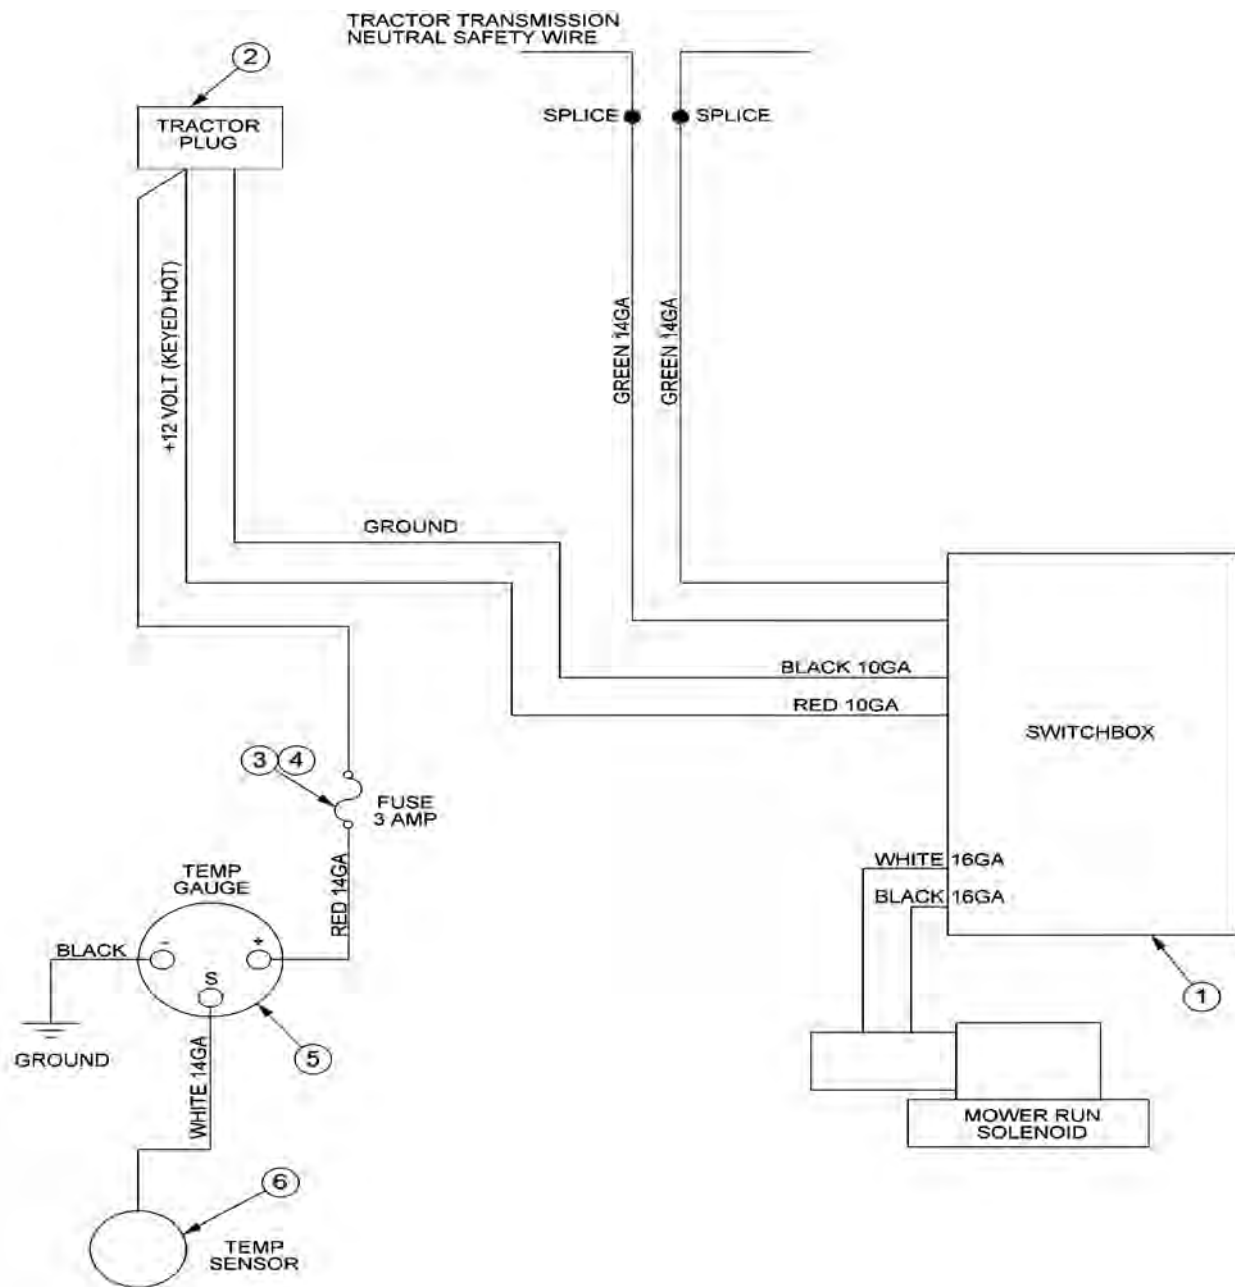 TRACTOR TRANSMISSION
NEUTRAL SAFETY WIRE
2
TRACTOR
PLUG
SPLICE
SPLICE
+12 VOLT (KEYED HOT)
GREEN 14GA
GREEN 14GA
GROUND
BLACK 10GA
RED 10GA
SWITCHBOX
3
4
FUSE
3 AMP
RED 14GA
TEMP
GAUGE
WHITE 16GA
BLACK 16GA
BLACK
-
+
S
1
GROUND
5
WHITE 14GA
MOWER RUN
SOLENOID
6
TEMP
SENSOR